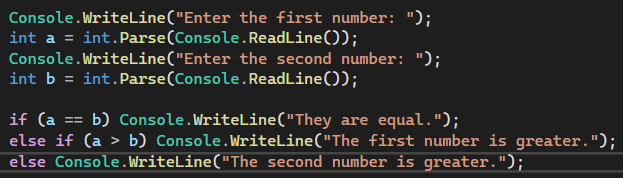 Console.WriteLine("Enter the first number: ");
int a = int.Parse(Console.ReadLine());
Console.WriteLine("Enter the second number: ");
int b = int.Parse(Console.ReadLine());

if (a == b) Console.WriteLine("They are equal.");
else if (a > b) Console.WriteLine("The first number is greater.");
else Console.WriteLine("The second number is greater.");